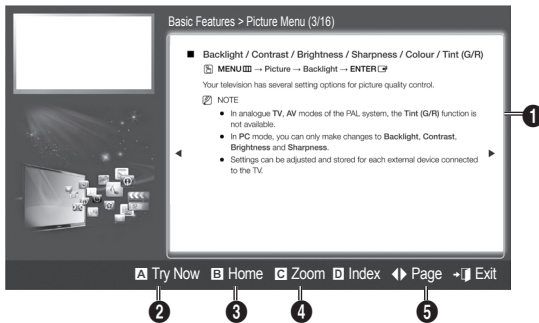 Basic Features > Picture Menu (3/16)
■ Backlight / Contrast / Brightness / Sharpness / Colour / Tint (G/R)
MENU → Picture → Backlight → ENTER
Your television has several setting options for picture quality control.
NOTE
• In analogue TV, AV modes of the PAL system, the Tint (G/R) function is
not available.
• In PC mode, you can only make changes to Backlight, Contrast,
Brightness and Sharpness.
• Settings can be adjusted and stored for each external device connected
to the TV.
1
A Try Now B Home C Zoom D Index ◀▶ Page Exit
2 3 4 5